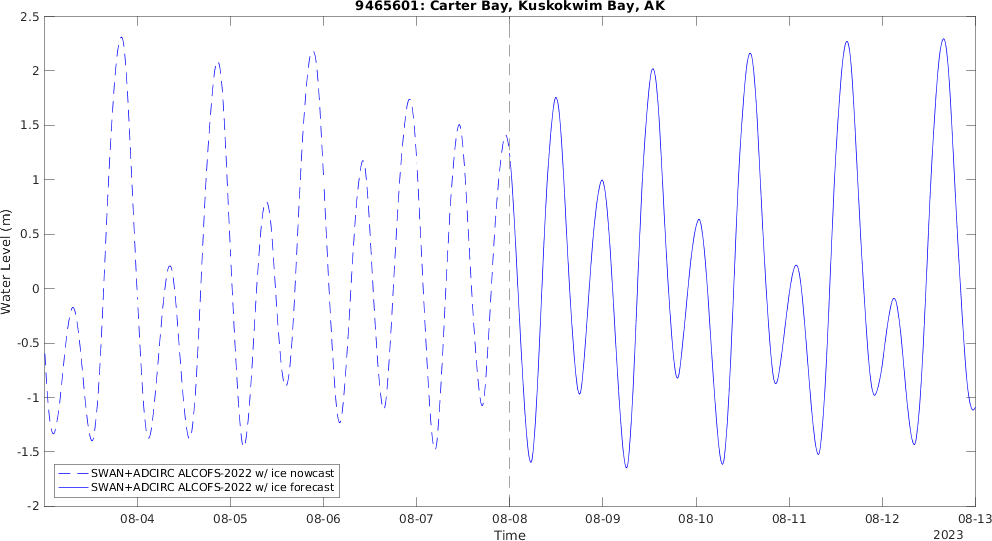 9465601: Carter Bay, Kuskokwim Bay, AK
2.5
2
1.5
1
0.5
0
-0.5
-1
-1.5
-2
Water Level (m)
SWAN+ADCIRC ALCOFS-2022 w/ ice nowcast
SWAN+ADCIRC ALCOFS-2022 w/ ice forecast
08-04 08-05 08-06 08-07 08-08 08-09 08-10 08-11 08-12 08-13
Time
2023